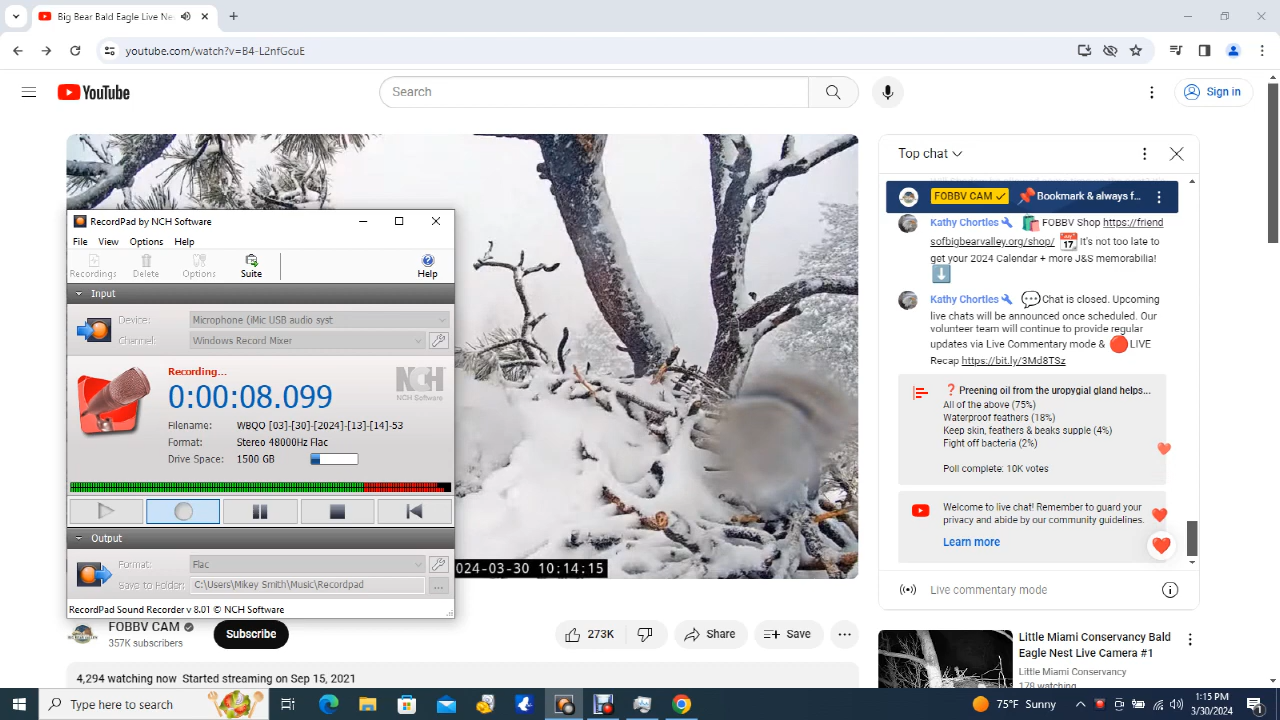 Big Bear Bald Eagle Live Ne
youtube.com/watch?v=B4-L2nfGcuE
YouTube
Search
Sign in
RecordPad by NCH Software
File View Options Help
Recordings Delete Options Suite Help
Input
Device: Microphone (iMic USB audio syst
Channel: Windows Record Mixer
Recording...
0:00:08.099
NCH
NCH Software
Filename: WBQQ [03]-[30]-[2024]-[13]-[14]-53
Format: Stereo 48000Hz Flac
Drive Space: 1500 GB
Output
Format: Flac
Save to Folder: C:\Users\Mikey Smith\Music\Recordpad
...
RecordPad Sound Recorder v 8.01 © NCH Software
024-03-30 10:14:15
Top chat
FOBBV CAM ✓ 📌Bookmark & always f...
Kathy Chortles 🔧 🛍️ FOBBV Shop https://friend
sofbigbearvalley.org/shop/ 📆 It's not too late to
get your 2024 Calendar + more J&S memorabilia!
⬇️
Kathy Chortles 🔧 💬Chat is closed. Upcoming
live chats will be announced once scheduled. Our
volunteer team will continue to provide regular
updates via Live Commentary mode & 🔴LIVE
Recap https://bit.ly/3Md8TSz
❓Preening oil from the uropygial gland helps...
All of the above (75%)
Waterproof feathers (18%)
Keep skin, feathers & beaks supple (4%)
Fight off bacteria (2%)
Poll complete: 10K votes
Welcome to live chat! Remember to guard your
privacy and abide by our community guidelines.
Learn more
Live commentary mode
FOBBV CAM
357K subscribers
Subscribe
273K
Share
Save
4,294 watching now Started streaming on Sep 15, 2021
Little Miami Conservancy Bald
Eagle Nest Live Camera #1
Little Miami Conservancy
178 watching
Type here to search
75°F Sunny
1:15 PM
3/30/2024
1